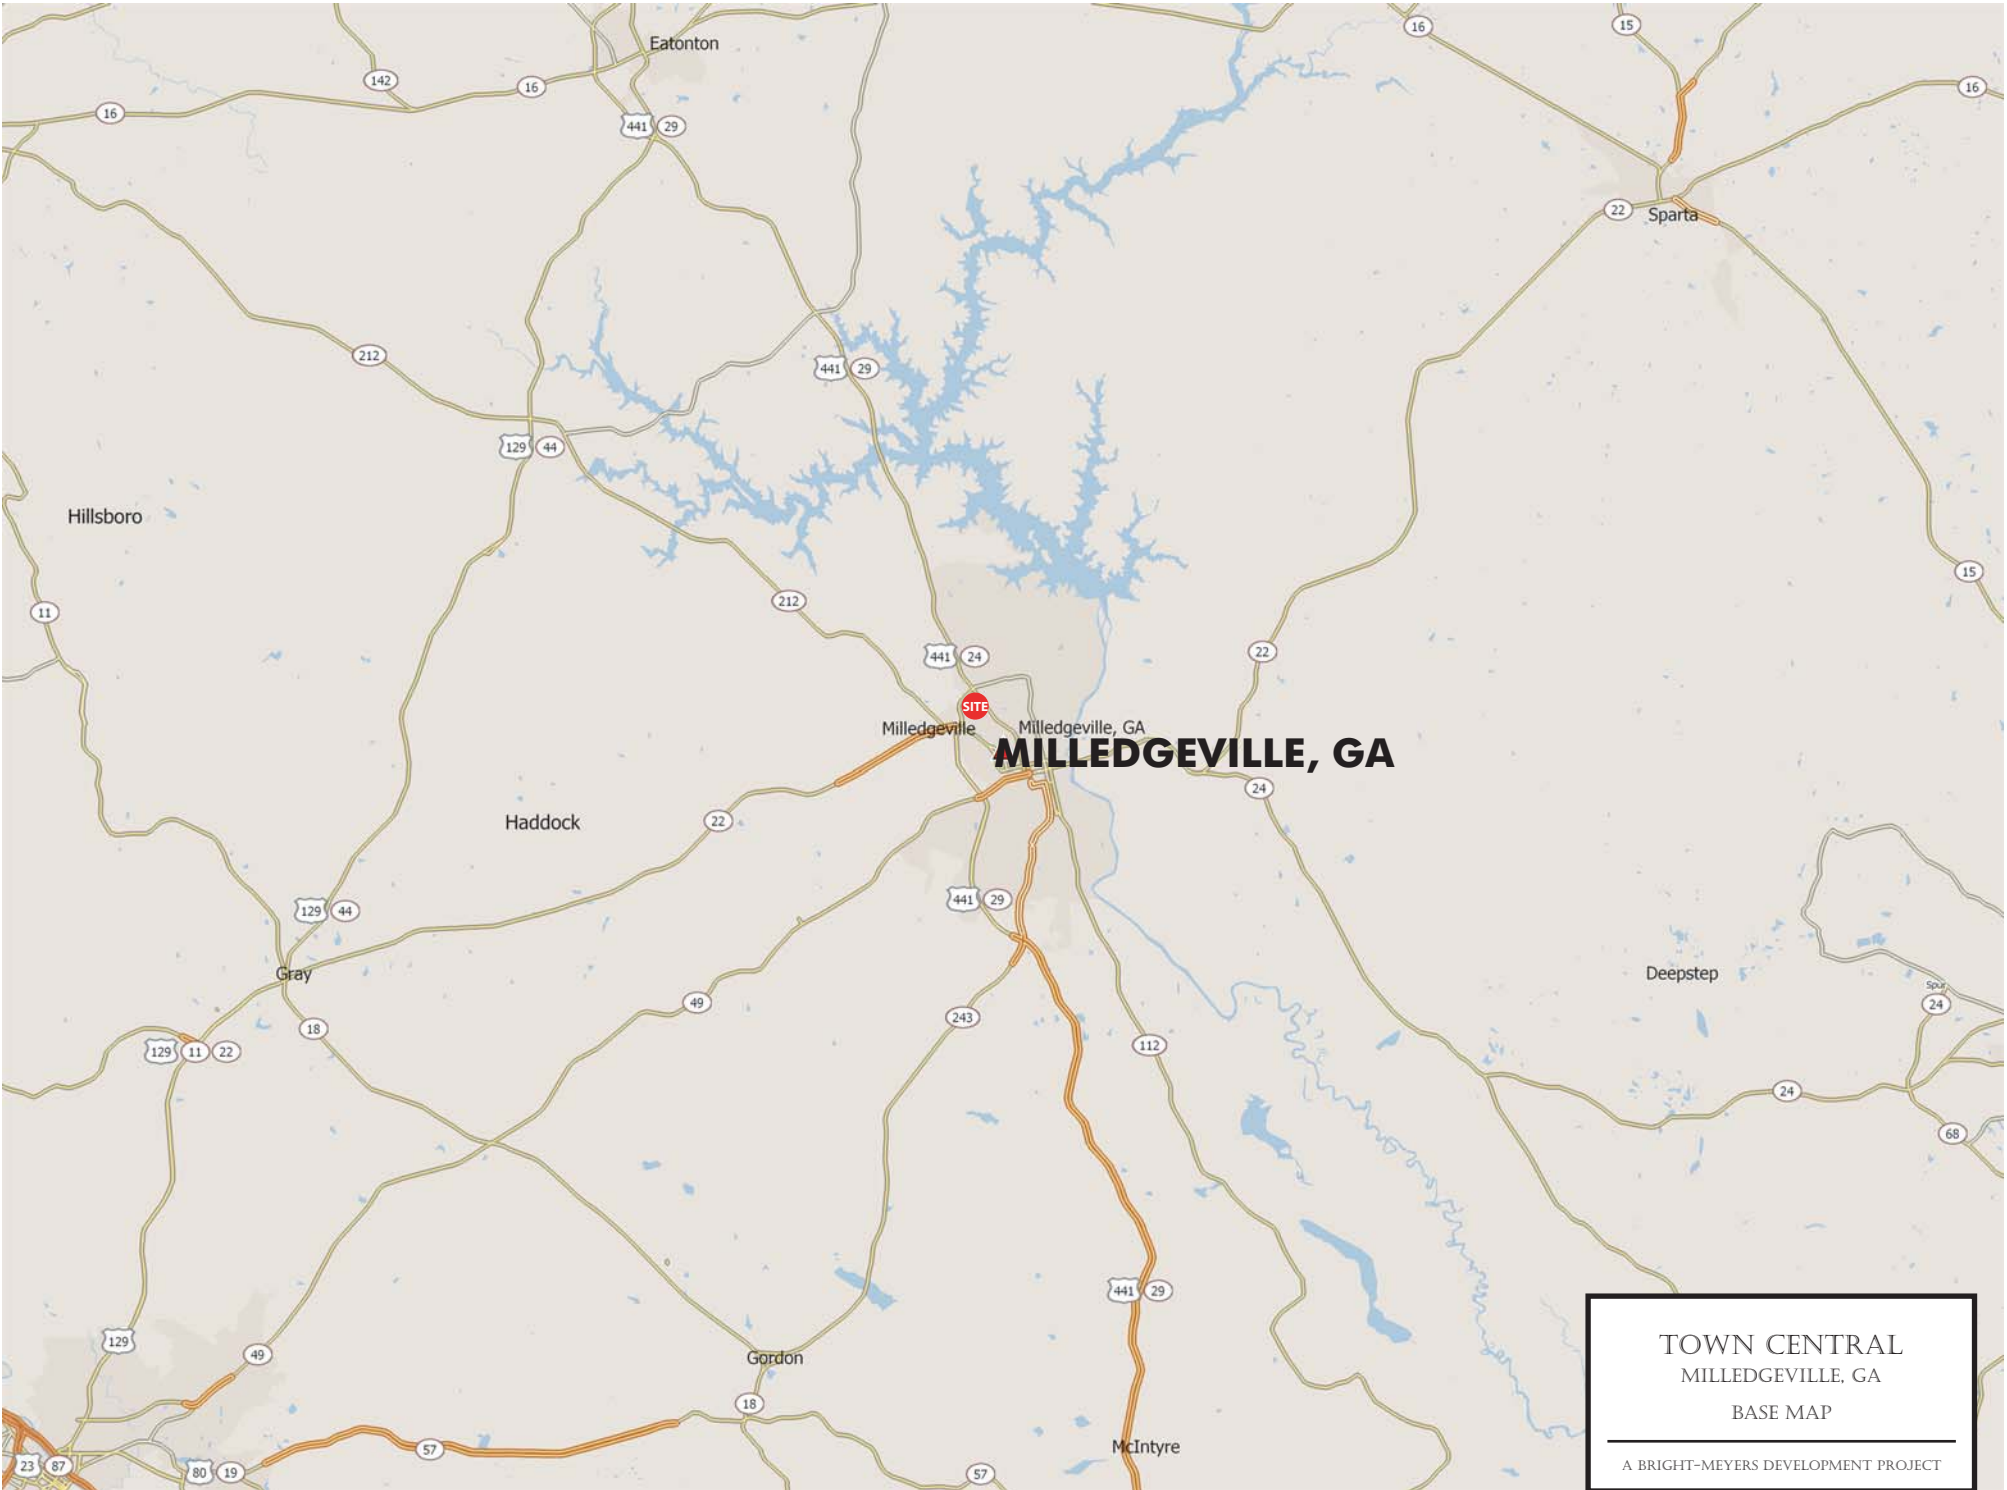 16
15
Eatonton
142
16
16
16
441 29
22
Sparta
212
441 29
129 44
Hillsboro
15
11
212
22
441 24
SITE
Milledgeville
Milledgeville, GA
MILLEDGEVILLE, GA
24
22
Haddock
441 29
129 44
Gray
Deepstep
Spur
24
49
243
18
112
129 11 22
24
68
441 29
129
49
Gordon
18
McIntyre
57
23 87
80 19
57
TOWN CENTRAL
MILLEDGEVILLE, GA
BASE MAP
A BRIGHT-MEYERS DEVELOPMENT PROJECT